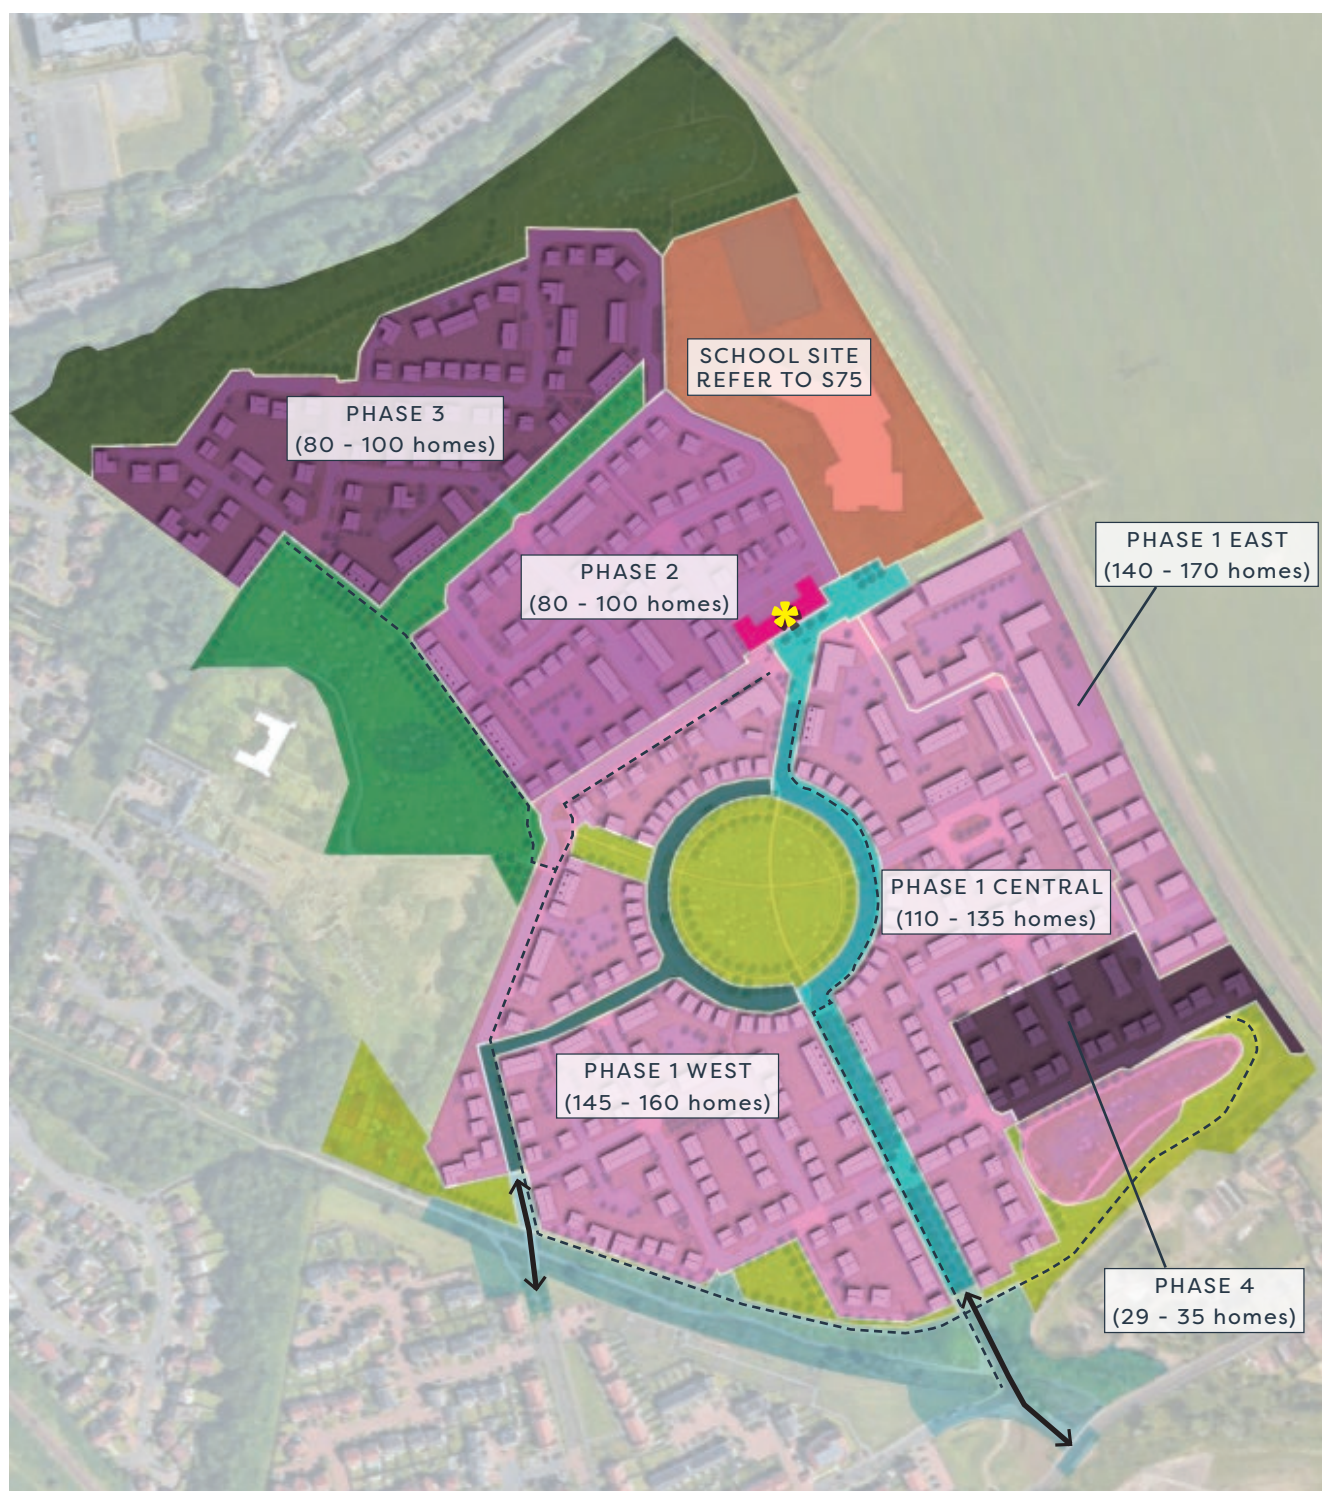 SCHOOL SITE
REFER TO S75
PHASE 3
(80 - 100 homes)
PHASE 1 EAST
(140 - 170 homes)
PHASE 2
(80 - 100 homes)
PHASE 1 CENTRAL
(110 - 135 homes)
PHASE 1 WEST
(145 - 160 homes)
PHASE 4
(29 - 35 homes)